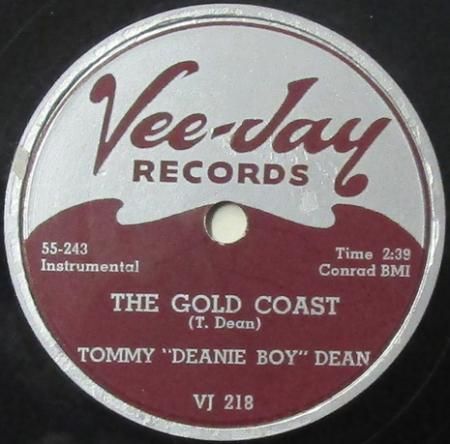 Vee-Jay
RECORDS
55-243
Instrumental
Time 2:39
Conrad BMI
THE GOLD COAST
(T. Dean)
TOMMY "DEANIE BOY" DEAN
VJ 218